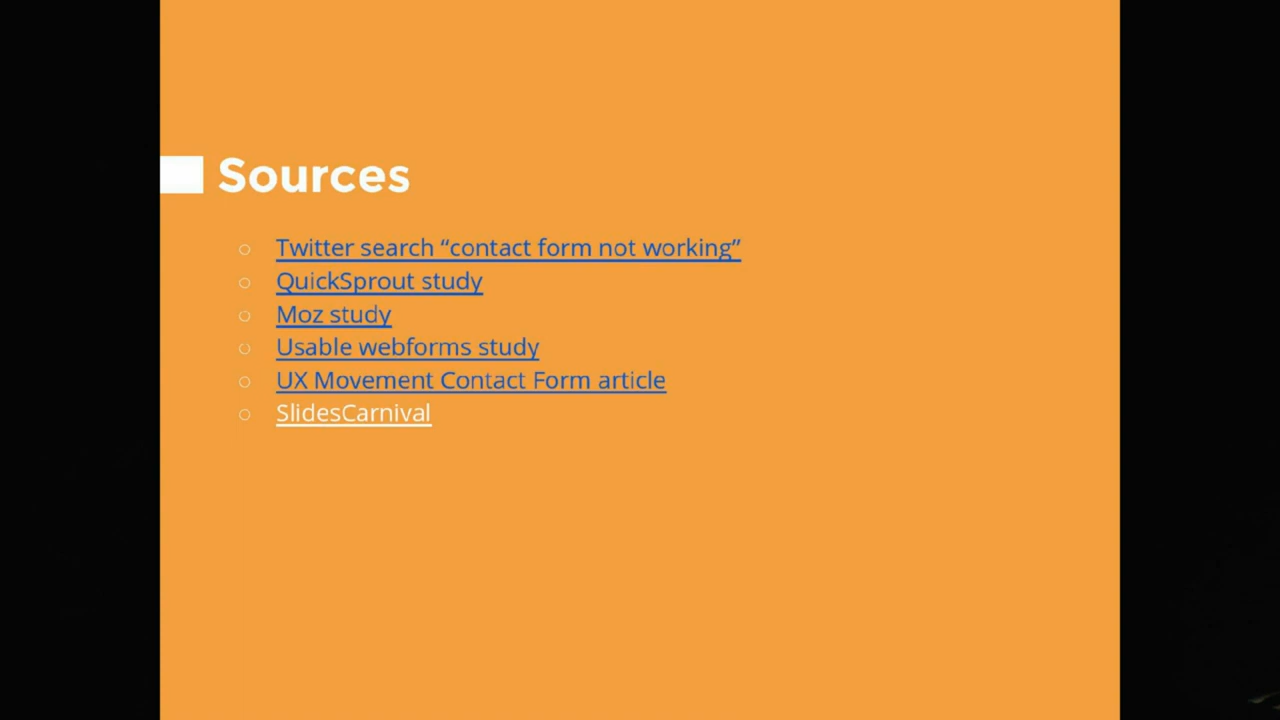 Sources
Twitter search “contact form not working”
QuickSprout study
Moz study
Usable webforms study
UX Movement Contact Form article
SlidesCarnival